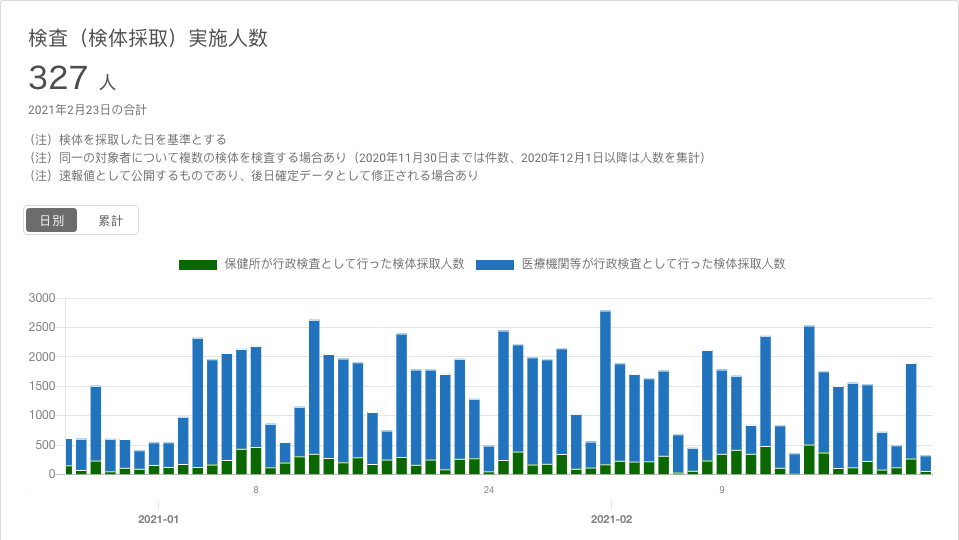 検査（検体採取）実施人数
327 人
2021年2月23日の合計
（注）検体を採取した日を基準とする
（注）同一の対象者について複数の検体を検査する場合あり（2020年11月30日までは件数、2020年12月1日以降は人数を集計）
（注）速報値として公開するものであり、後日確定データとして修正される場合あり
日別 累計
保健所が行政検査として行った検体採取人数 医療機関等が行政検査として行った検体採取人数
3000
2500
2000
1500
1000
500
0
8 24 9
2021-01 2021-02